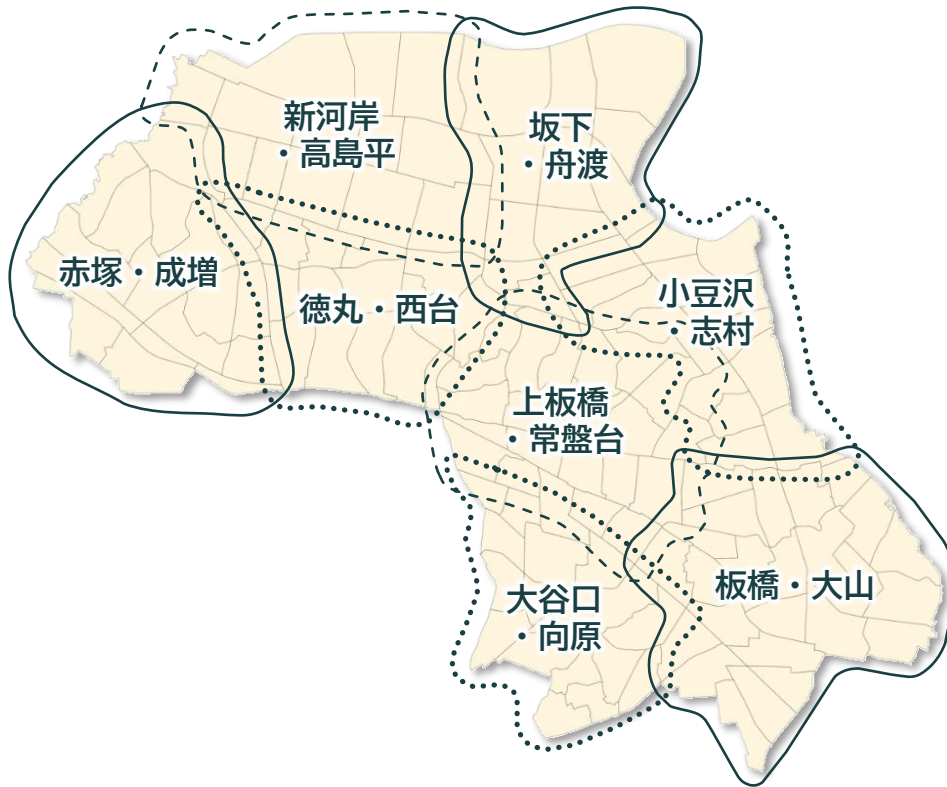 新河岸
・高島平
坂下
・舟渡
赤塚・成増
徳丸・西台
小豆沢
・志村
上板橋
・常盤台
大谷口
・向原
板橋・大山